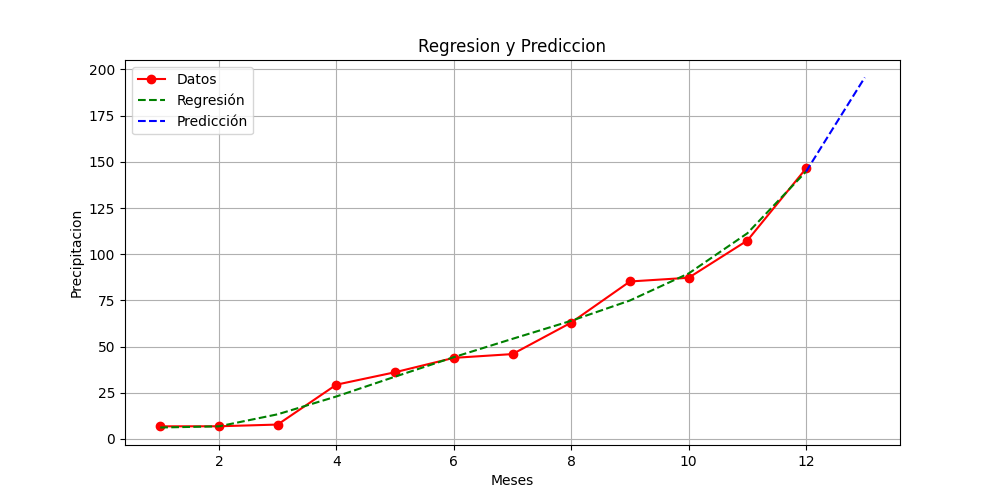 Regresion y Prediccion
Datos
Regresión
Predicción
200
175
150
125
100
75
50
25
0
Precipitacion
2 4 6 8 10 12
Meses